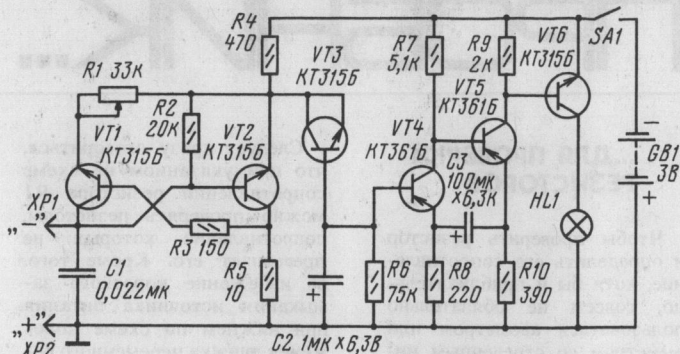 R1 33к
R2
20к
R3 150
R4
470
R5
10
R6
75к
R7
5,1к
R8
220
R9
2к
R10
390
VT1
КТ315Б
VT2
КТ315Б
VT3
КТ315Б
VT4
КТ361Б
VT5
КТ361Б
VT6
КТ315Б
SA1
GB1
3В
HL1
C3
100мк
×6,3В
XP1
„−”
C1
0,022мк
„+”
XP2
C2 1мк×6,3В